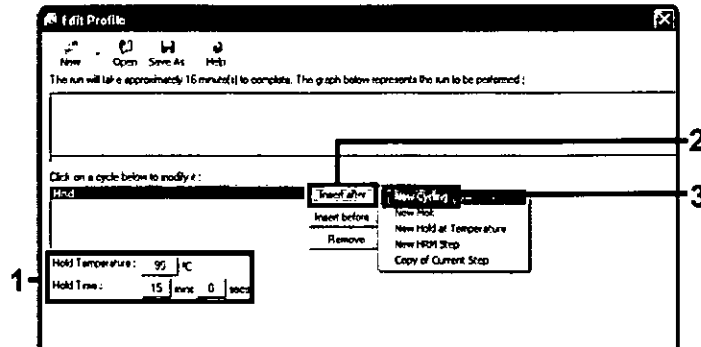 Edit Profile
New Open Save As Help
The run will take approximately 16 minute(s) to complete. The graph below represents the run to be performed :
2
Click on a cycle below to modify it :
Hold
Insert after
New Cycling
3
Insert before
New Hold at Temperature
Remove
New HRM Step
Copy of Current Step
1
Hold Temperature : 95 ºC
Hold Time : 15 mins 0 secs